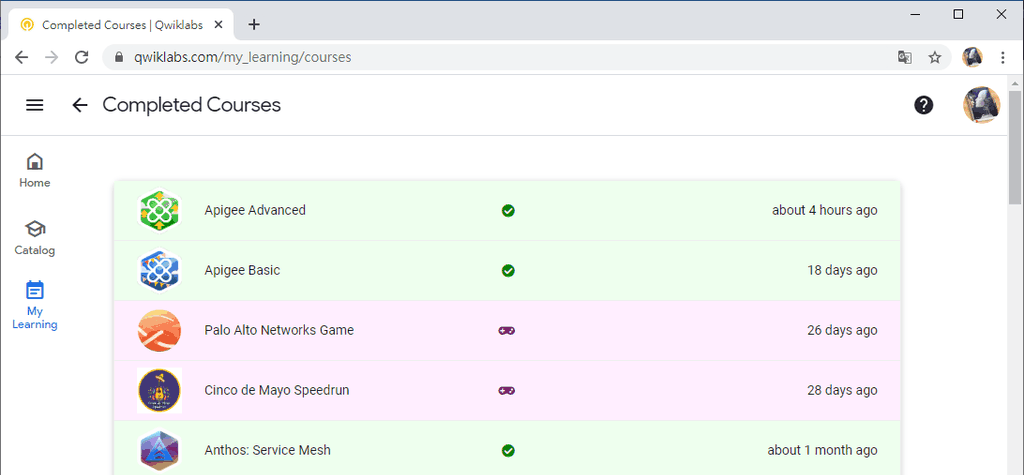 Completed Courses | Qwiklabs
qwiklabs.com/my_learning/courses
Completed Courses
Home
Catalog
My
Learning
Apigee Advanced about 4 hours ago
Apigee Basic 18 days ago
Palo Alto Networks Game 26 days ago
Cinco de Mayo Speedrun 28 days ago
Anthos: Service Mesh about 1 month ago